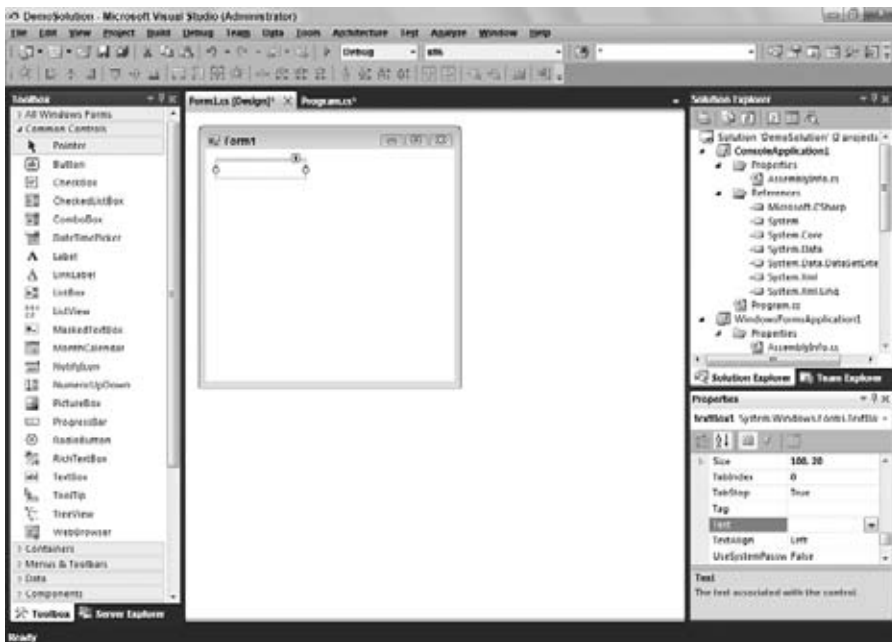 DemoSolution - Microsoft Visual Studio (Administrator)
File Edit View Project Build Debug Team Data Tools Architecture Test Analyze Window Help
Debug x86
Toolbox
All Windows Forms
Common Controls
Pointer
Button
CheckBox
CheckedListBox
ComboBox
DateTimePicker
Label
LinkLabel
ListBox
ListView
MaskedTextBox
MonthCalendar
NotifyIcon
NumericUpDown
PictureBox
ProgressBar
RadioButton
RichTextBox
TextBox
ToolTip
TreeView
WebBrowser
Containers
Menus & Toolbars
Data
Components
Toolbox Server Explorer
Form1.cs [Design]* Program.cs*
Form1
Solution Explorer
Solution 'DemoSolution' (2 projects
ConsoleApplication1
Properties
AssemblyInfo.cs
References
Microsoft.CSharp
System
System.Core
System.Data
System.Data.DataSetExte
System.Xml
System.Xml.Linq
Program.cs
WindowsFormsApplication1
Properties
AssemblyInfo.cs
Solution Explorer Team Explorer
Properties
textBox1 System.Windows.Forms.TextBo
Size 100, 20
TabIndex 0
TabStop True
Tag
Text
TextAlign Left
UseSystemPassw False
Text
The text associated with the control.
Ready